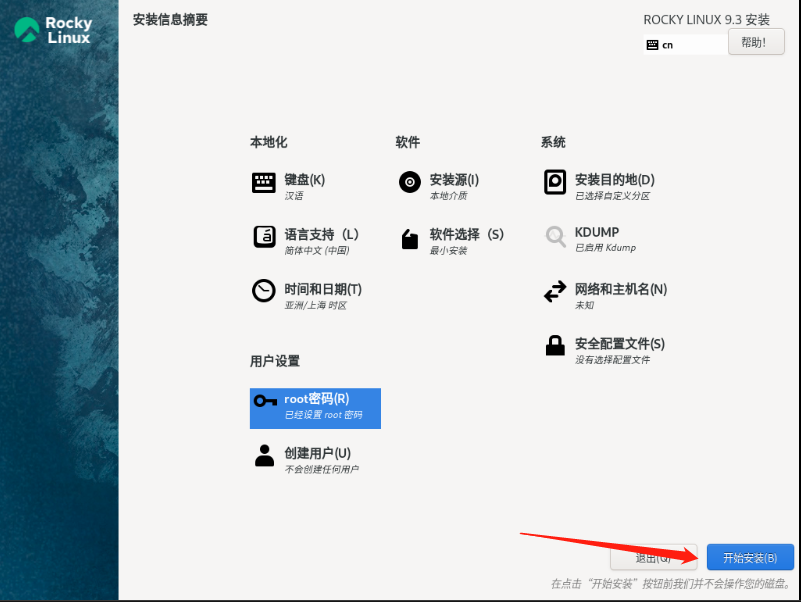 Rocky
Linux
安装信息摘要
ROCKY LINUX 9.3 安装
cn
帮助!
本地化
键盘(K)
汉语
语言支持（L）
简体中文 (中国)
时间和日期(T)
亚洲/上海 时区
用户设置
root密码(R)
已经设置 root 密码
创建用户(U)
不会创建任何用户
软件
安装源(I)
本地介质
软件选择（S）
最小安装
系统
安装目的地(D)
已选择自定义分区
KDUMP
已启用 Kdump
网络和主机名(N)
未知
安全配置文件(S)
没有选择配置文件
退出(Q)
开始安装(B)
在点击“开始安装”按钮前我们并不会操作您的磁盘。